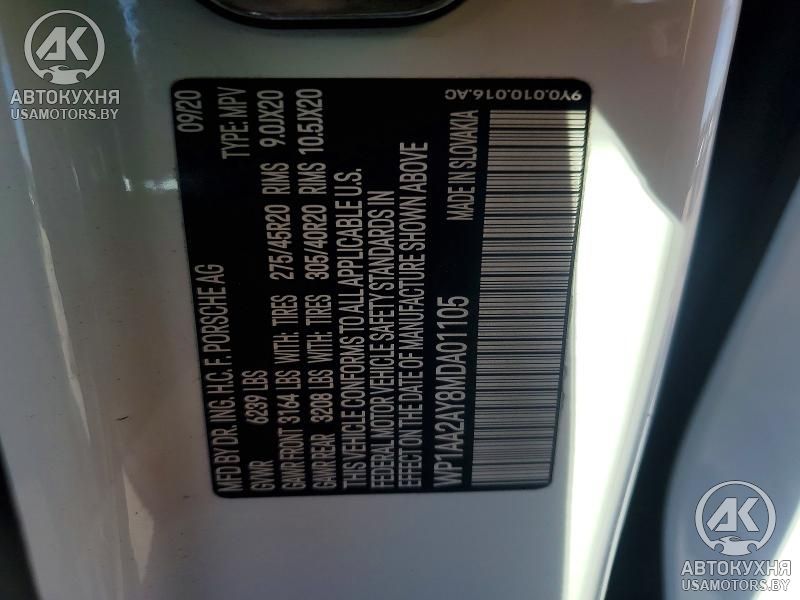 AK
АВТОКУХНЯ
USAMOTORS.BY
MFD BY DR. ING. H.C. F. PORSCHE AG 09/20
GVWR 6239 LBS TYPE: MPV
GAWR FRONT 3164 LBS WITH: TIRES 275/45R20 RIMS 9.0JX20
GAWR REAR 3208 LBS WITH: TIRES 305/40R20 RIMS 10.5JX20
THIS VEHICLE CONFORMS TO ALL APPLICABLE U.S.
FEDERAL MOTOR VEHICLE SAFETY STANDARDS IN
EFFECT ON THE DATE OF MANUFACTURE SHOWN ABOVE
WP1AA2AY8MDA01105 MADE IN SLOVAKIA
9Y0.010.016.AC
AK
АВТОКУХНЯ
USAMOTORS.BY